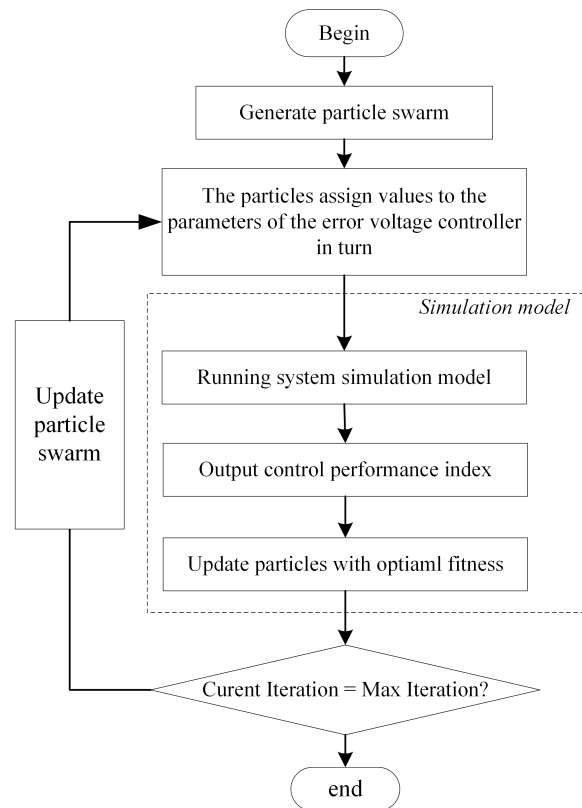 Begin
Generate particle swarm
The particles assign values to the
parameters of the error voltage controller
in turn
Simulation model
Running system simulation model
Update
particle
swarm
Output control performance index
Update particles with optiaml fitness
Curent Iteration = Max Iteration?
end